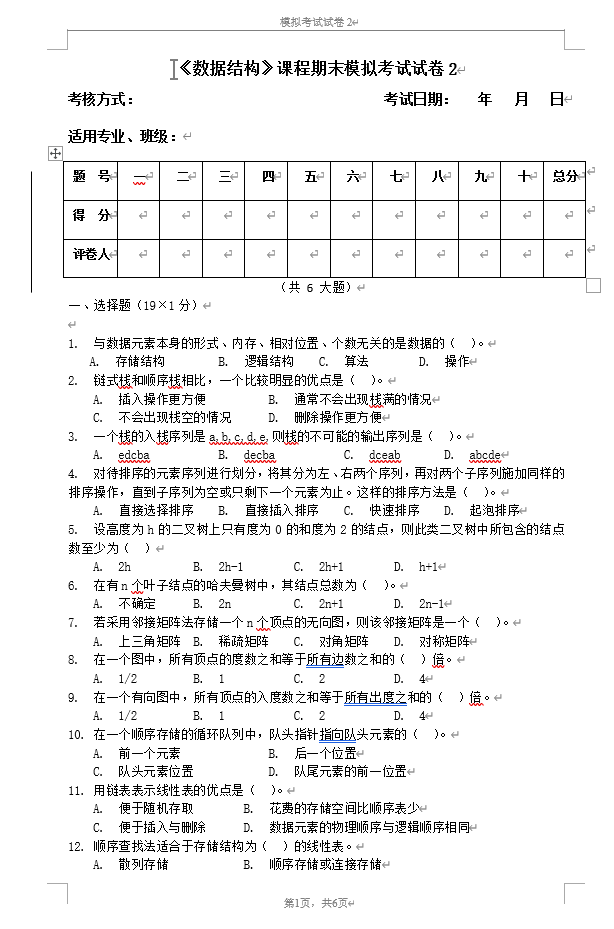 模拟考试试卷 2
《数据结构》课程期末模拟考试试卷 2
考核方式： 考试日期： 年 月 日
适用专业、班级：
题 号 一 二 三 四 五 六 七 八 九 十 总分
得 分
评卷人
（共 6 大题）
一、选择题（19×1 分）
1. 与数据元素本身的形式、内存、相对位置、个数无关的是数据的（ ）。
A. 存储结构 B. 逻辑结构 C. 算法 D. 操作
2. 链式栈和顺序栈相比，一个比较明显的优点是（ ）。
A. 插入操作更方便 B. 通常不会出现栈满的情况
C. 不会出现栈空的情况 D. 删除操作更方便
3. 一个栈的入栈序列是 a,b,c,d,e,则栈的不可能的输出序列是（ ）。
A. edcba B. decba C. dceab D. abcde
4. 对待排序的元素序列进行划分，将其分为左、右两个序列，再对两个子序列施加同样的
排序操作，直到子序列为空或只剩下一个元素为止。这样的排序方法是（ ）。
A. 直接选择排序 B. 直接插入排序 C. 快速排序 D. 起泡排序
5. 设高度为 h 的二叉树上只有度为 0 的和度为 2 的结点，则此类二叉树中所包含的结点
数至少为（ ）
A. 2h B. 2h-1 C. 2h+1 D. h+1
6. 在有 n 个叶子结点的哈夫曼树中，其结点总数为（ ）。
A. 不确定 B. 2n C. 2n+1 D. 2n-1
7. 若采用邻接矩阵法存储一个 n 个顶点的无向图，则该邻接矩阵是一个（ ）。
A. 上三角矩阵 B. 稀疏矩阵 C. 对角矩阵 D. 对称矩阵
8. 在一个图中，所有顶点的度数之和等于所有边数之和的（ ）倍。
A. 1/2 B. 1 C. 2 D. 4
9. 在一个有向图中，所有顶点的入度数之和等于所有出度之和的（ ）倍。
A. 1/2 B. 1 C. 2 D. 4
10. 在一个顺序存储的循环队列中，队头指针指向队头元素的（ ）。
A. 前一个元素 B. 后一个位置
C. 队头元素位置 D. 队尾元素的前一位置
11. 用链表表示线性表的优点是（ ）。
A. 便于随机存取 B. 花费的存储空间比顺序表少
C. 便于插入与删除 D. 数据元素的物理顺序与逻辑顺序相同
12. 顺序查找法适合于存储结构为（ ）的线性表。
A. 散列存储 B. 顺序存储或连接存储
第1页，共6页